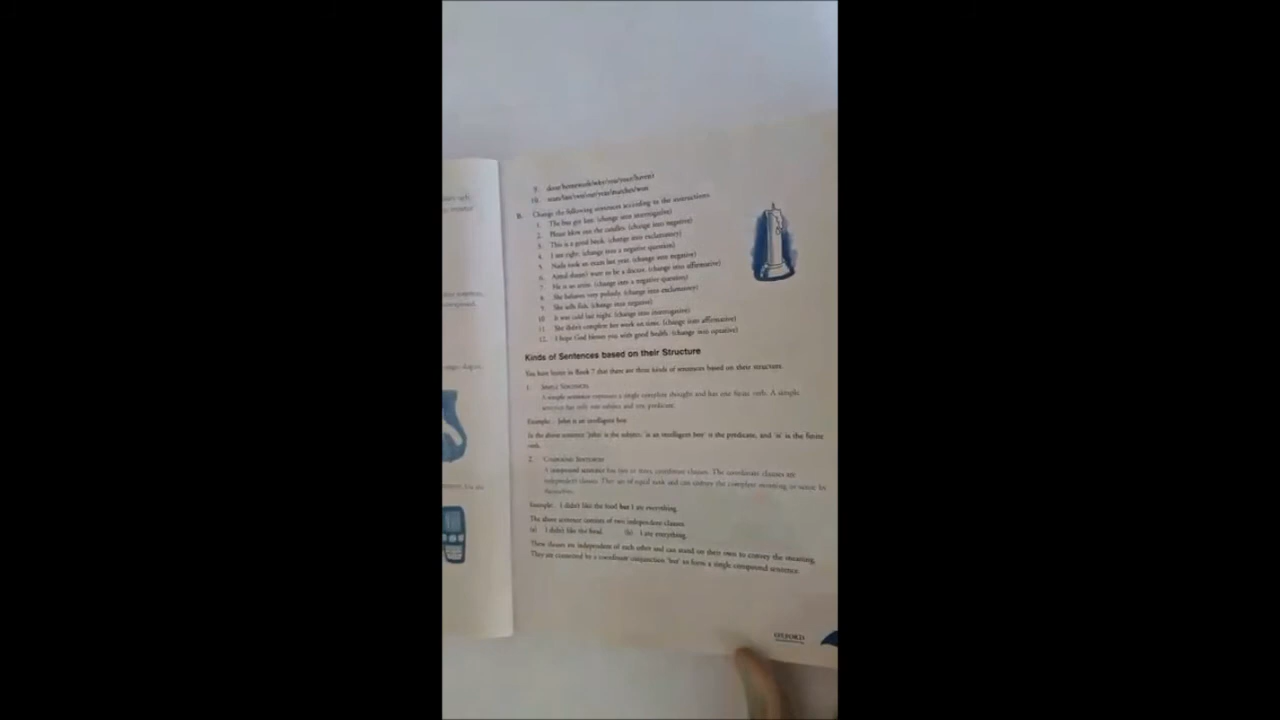 9. done/homework/why/you/your/haven't
10.
B. Change the following sentences according to the instructions
1. The bus got lost. (change into interrogative)
2. Please blow out the candles. (change into negative)
3. This is a good book. (change into exclamatory)
4. I am right. (change into a negative question)
5. Nadia took an exam last year. (change into negative)
6. doesn't want to be a doctor. (change into affirmative)
7. He is an artist. (change into a negative question)
8. She behaves very politely. (change into exclamatory)
9. She sells fish. (change into negative)
10. It was cold last night. (change into interrogative)
11. She didn't complete her work on time. (change into affirmative)
12. I hope God blesses you with good health. (change into optative)
Kinds of Sentences based on their Structure
You have learnt in Book 7 that there are three kinds of sentences based on their structure.
1. Simple Sentences
A simple sentence expresses a single complete thought and has one finite verb. A simple
sentence has only one subject and one predicate.
Example: John is an intelligent boy.
In the above sentence 'John' is the subject, 'is an intelligent boy' is the predicate, and 'is' is the finite
verb.
2. Compound Sentences
A compound sentence has two or more coordinate clauses. The coordinate clauses are
independent clauses. They are of equal rank and can convey the complete meaning or sense by
themselves.
Example: I didn't like the food but I ate everything.
The above sentence consists of two independent clauses.
(a) I didn't like the food. (b) I ate everything.
These clauses are independent of each other and can stand on their own to convey the meaning.
They are connected by a coordinate conjunction 'but' to form a single compound sentence.
OXFORD